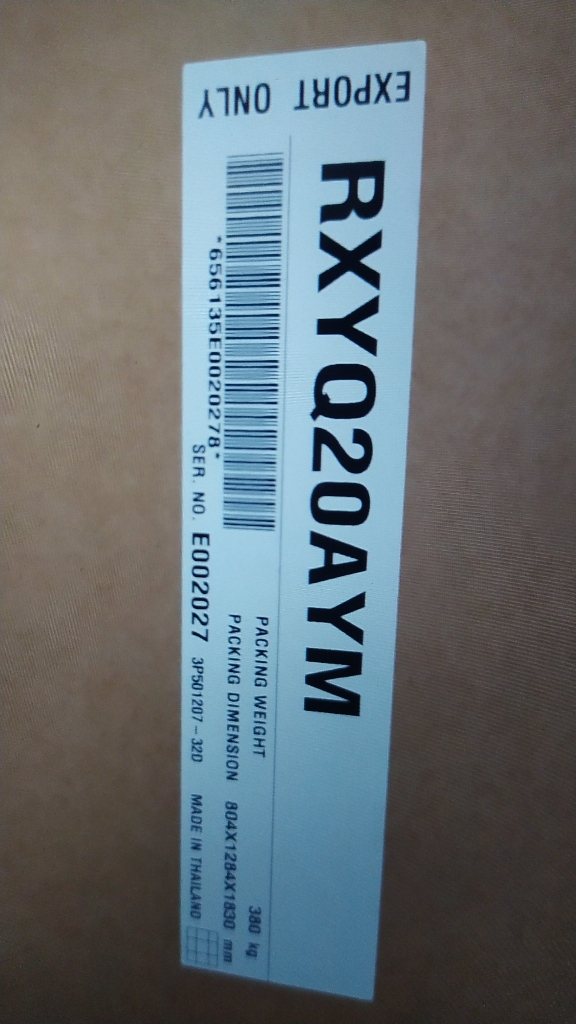 EXPORT ONLY
RXYQ20AYM
*656135E0020278*
PACKING WEIGHT 380 kg
PACKING DIMENSION 804X1284X1830 mm
SER. NO. E002027 3P501207-32D MADE IN THAILAND